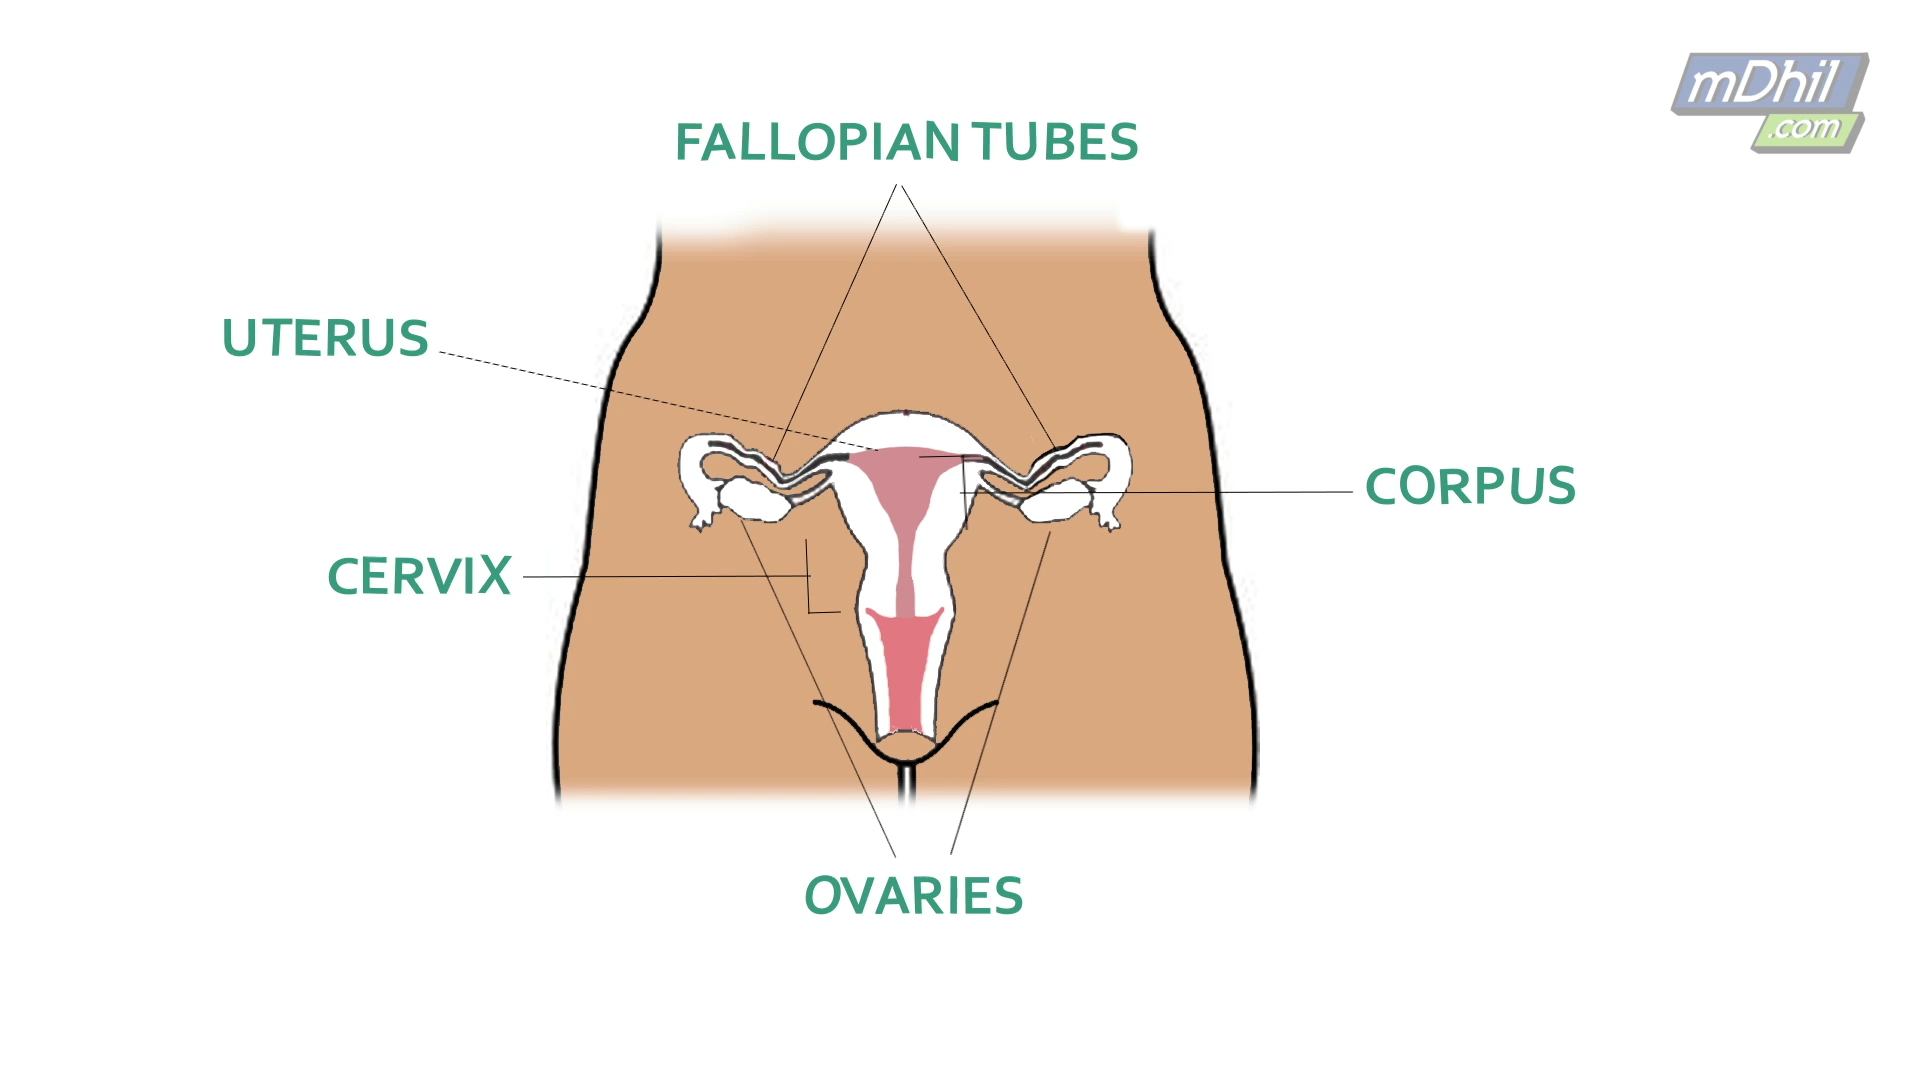 mDhil
.com
FALLOPIAN TUBES
UTERUS
CORPUS
CERVIX
OVARIES